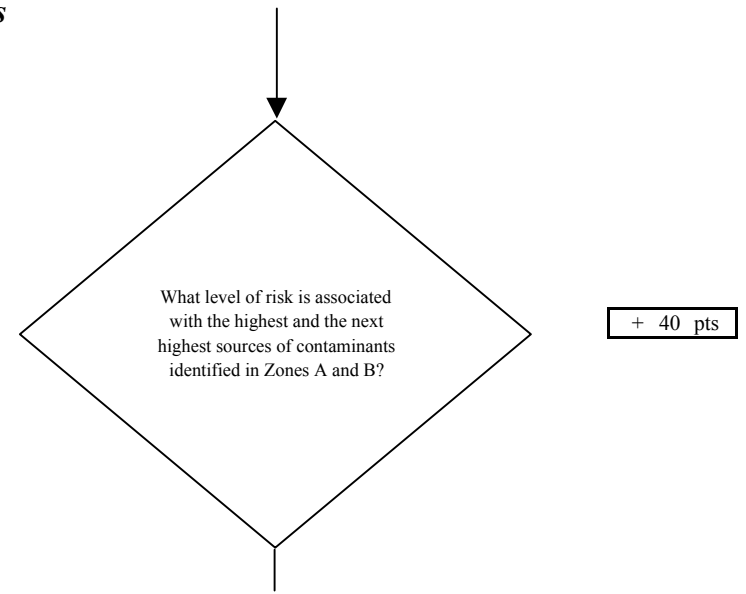 s
What level of risk is associated
with the highest and the next
highest sources of contaminants
identified in Zones A and B?
+ 40 pts